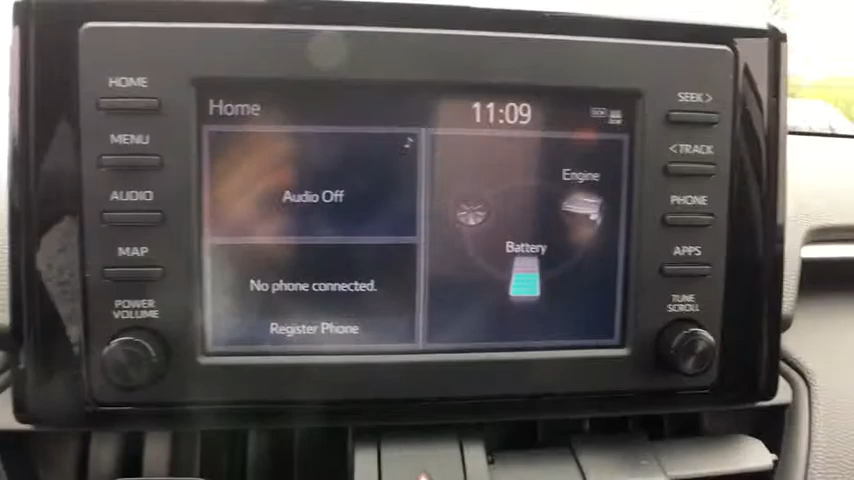 HOME
MENU
AUDIO
MAP
POWER
VOLUME
Home
11:09
Audio Off
No phone connected.
Register Phone
Engine
Battery
SEEK>
<TRACK
PHONE
APPS
TUNE
SCROLL